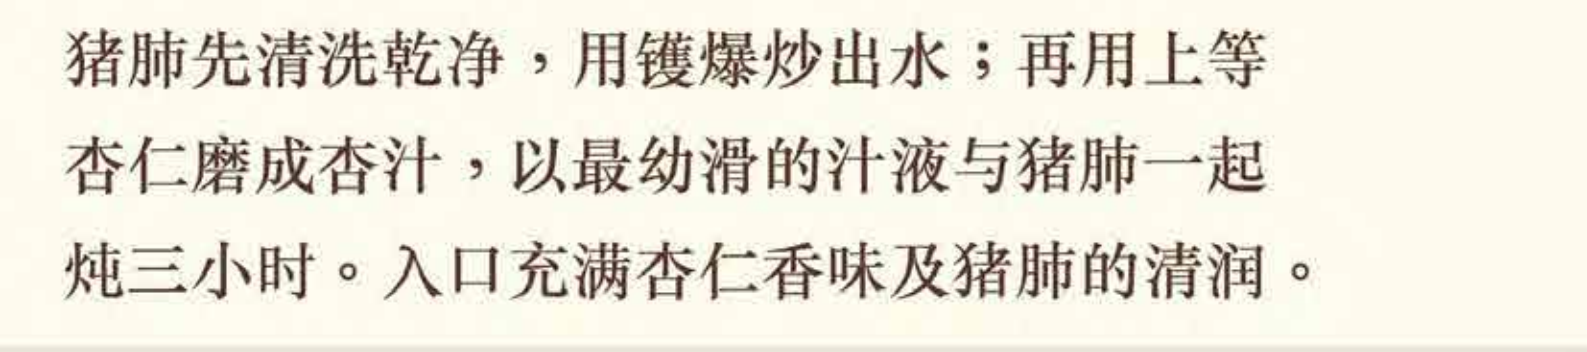 猪肺先清洗乾净，用镬爆炒出水；再用上等
杏仁磨成杏汁，以最幼滑的汁液与猪肺一起
炖三小时。入口充满杏仁香味及猪肺的清润。